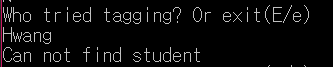 Who tried tagging? Or exit(E/e)
Hwang
Can not find student